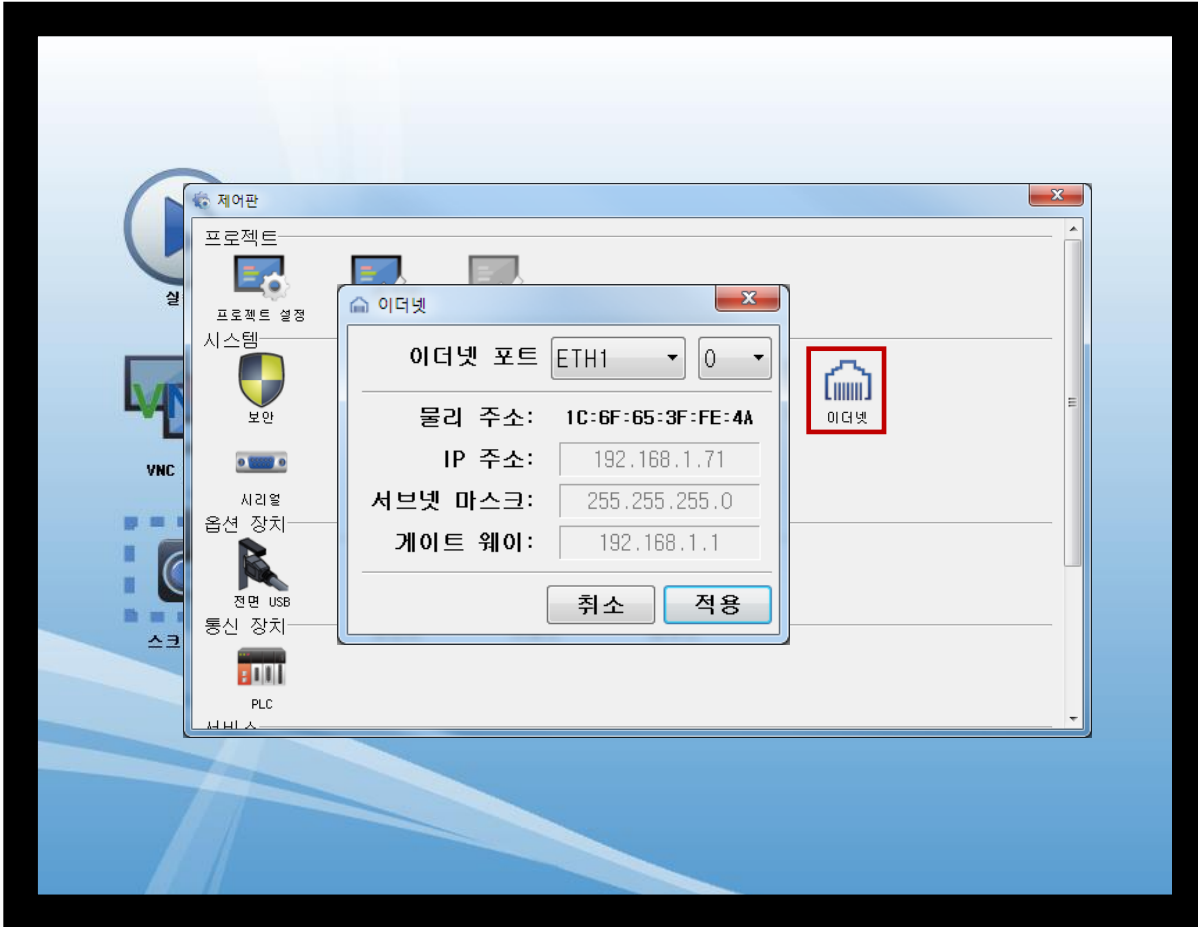 제어판
프로젝트
프로젝트 설정
시스템
보안
이더넷
시리얼
옵션 장치
전면 USB
통신 장치
PLC
이더넷
이더넷 포트 ETH1 0
물리 주소: 1C:6F:65:3F:FE:4A
IP 주소: 192.168.1.71
서브넷 마스크: 255.255.255.0
게이트 웨이: 192.168.1.1
취소 적용
VNC